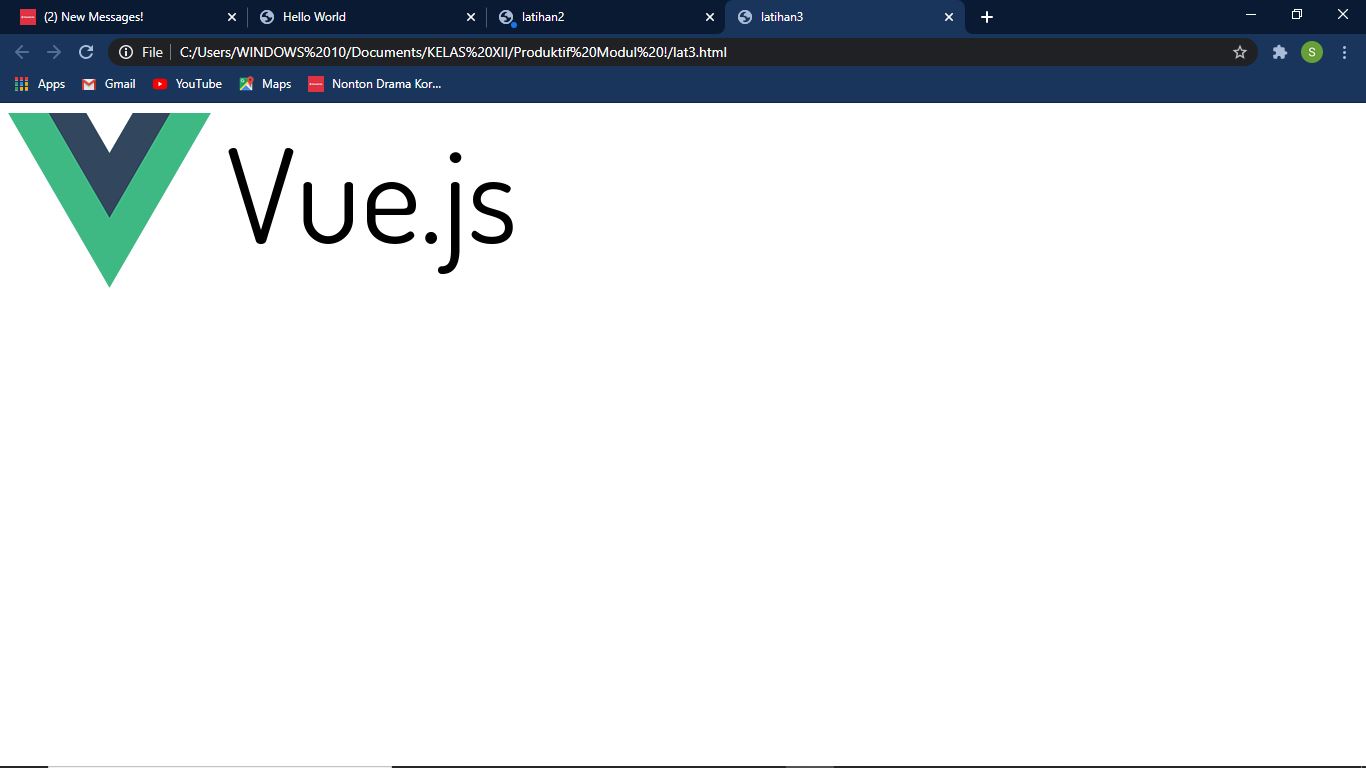 (2) New Messages!
Hello World
latihan2
latihan3
File C:/Users/WINDOWS%2010/Documents/KELAS%20XII/Produktif%20Modul%20!/lat3.html
S
Apps Gmail YouTube Maps Nonton Drama Kor...
Vue.js